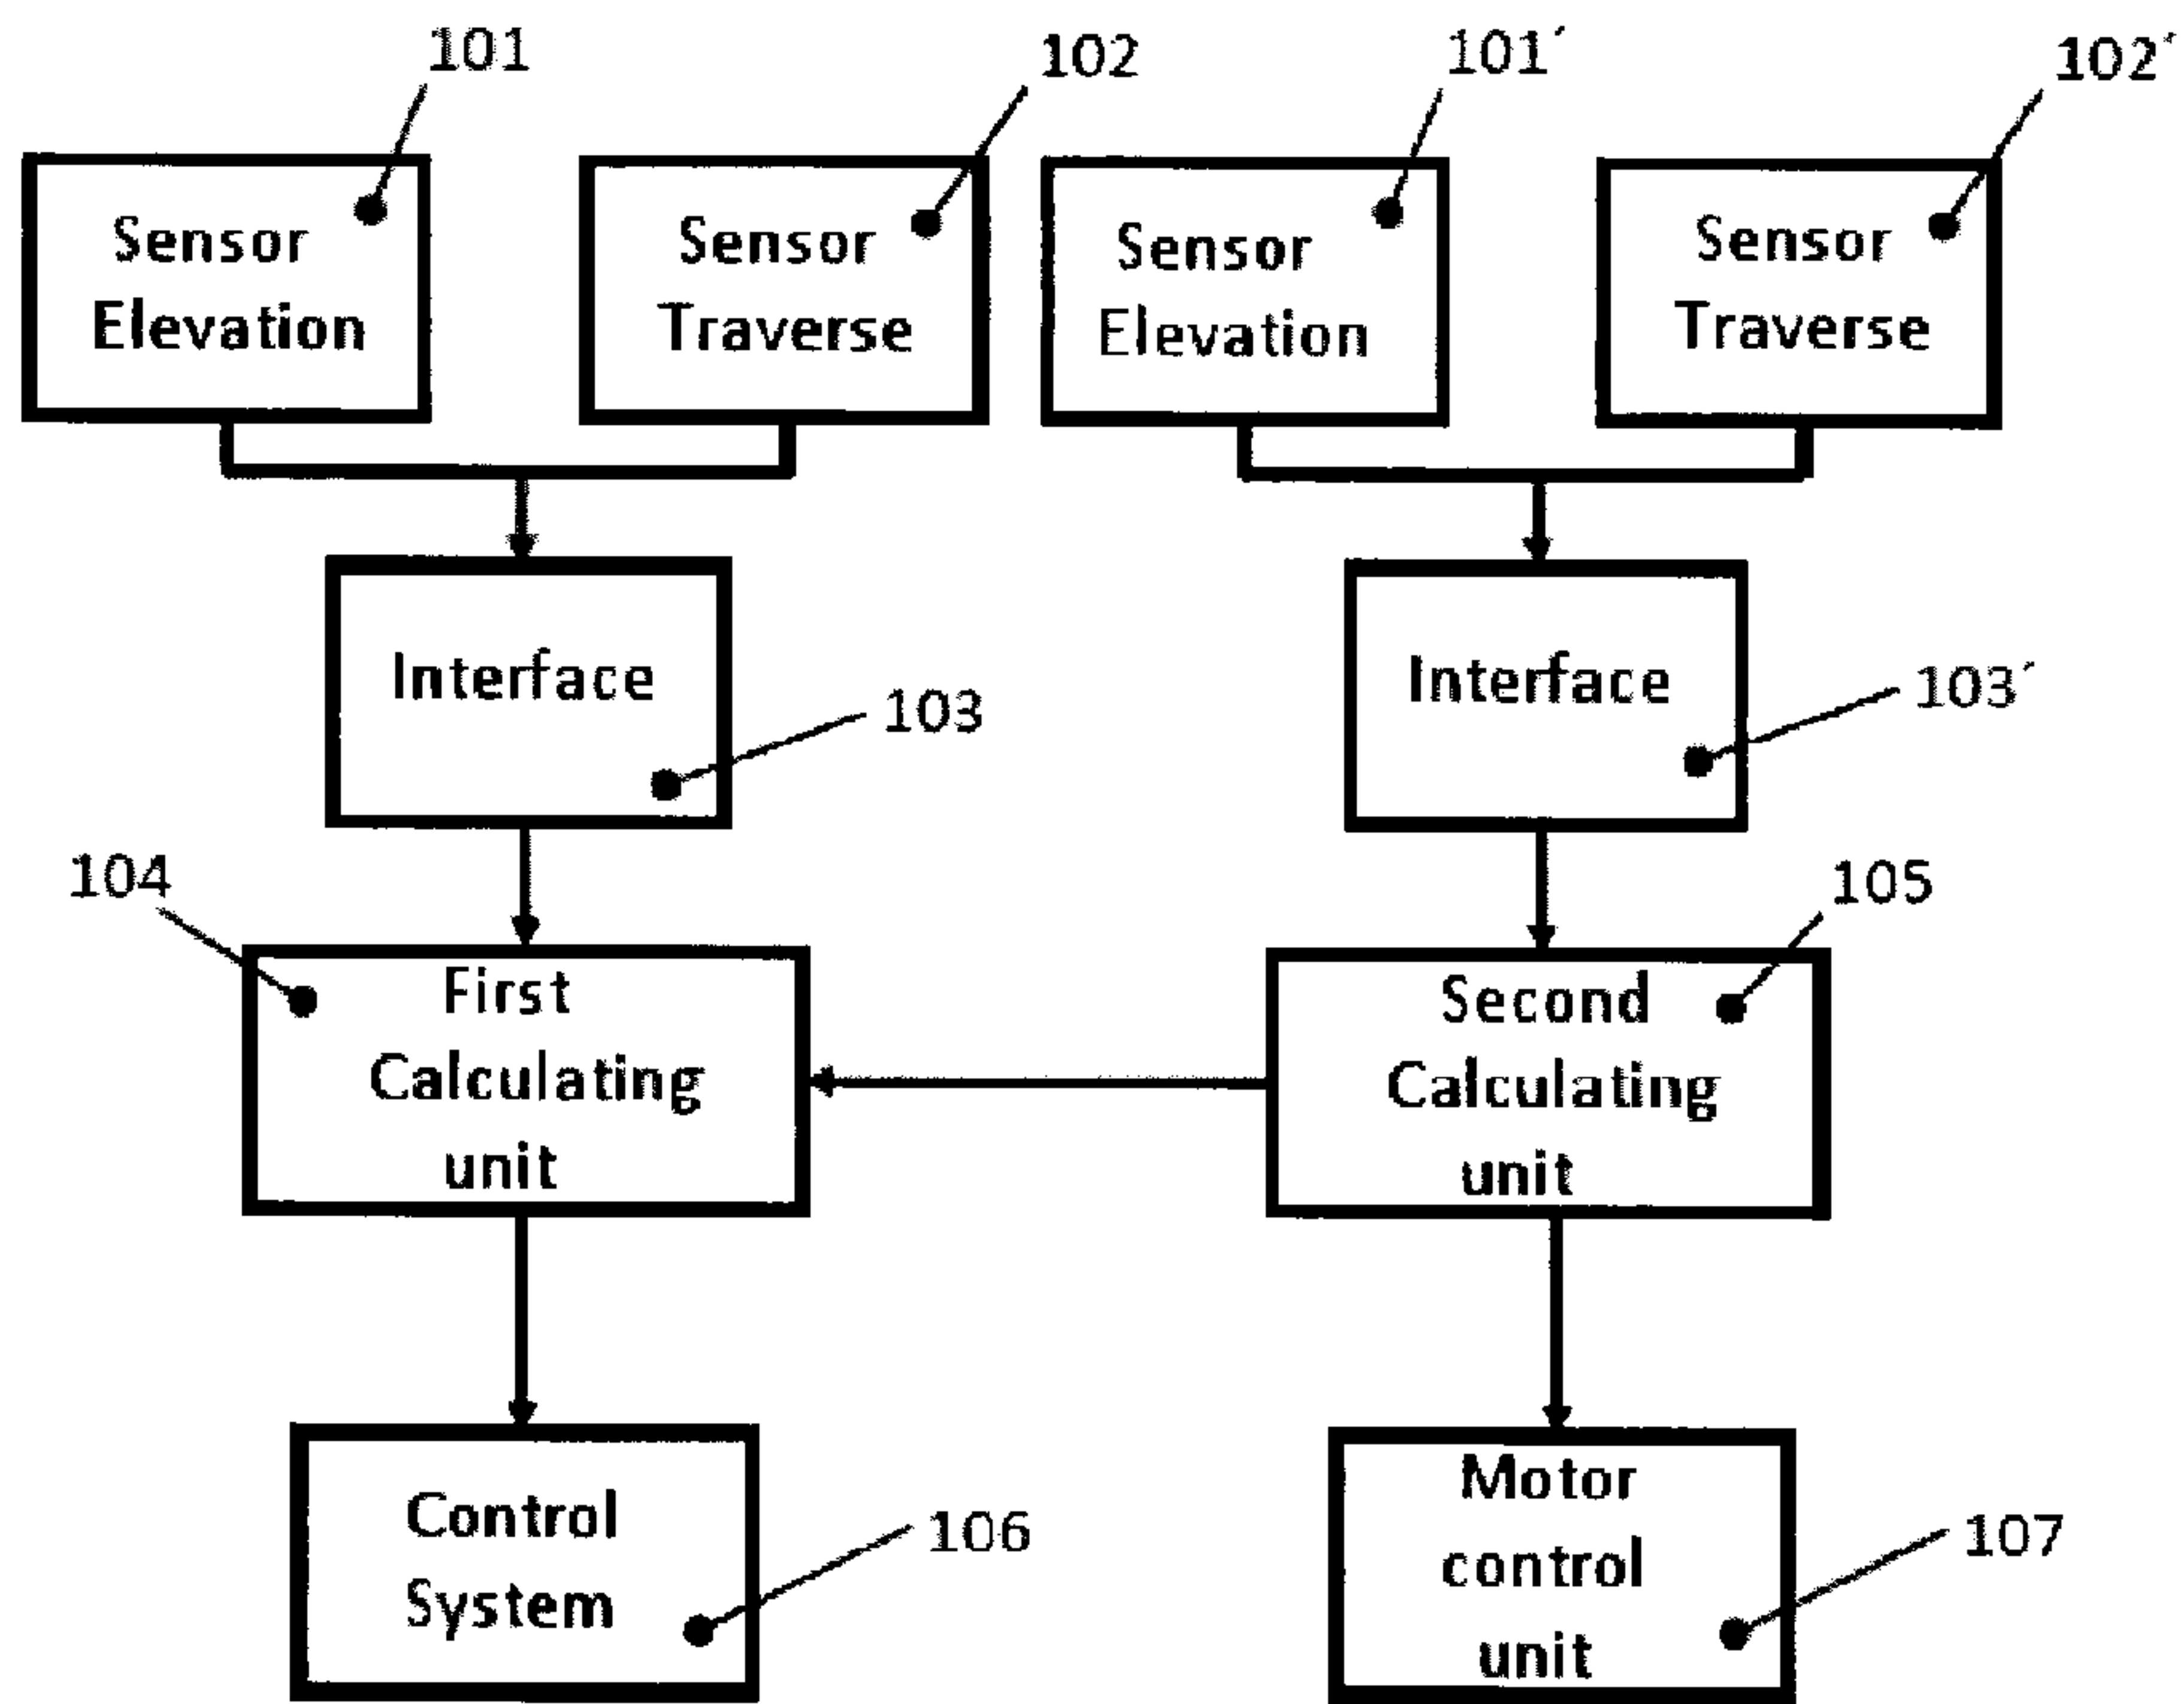 101
102
101´
102´
Sensor
Elevation
Sensor
Traverse
Sensor
Elevation
Sensor
Traverse
Interface
103
Interface
103´
104
105
First
Calculating
unit
Second
Calculating
unit
Control
System
106
Motor
control
unit
107